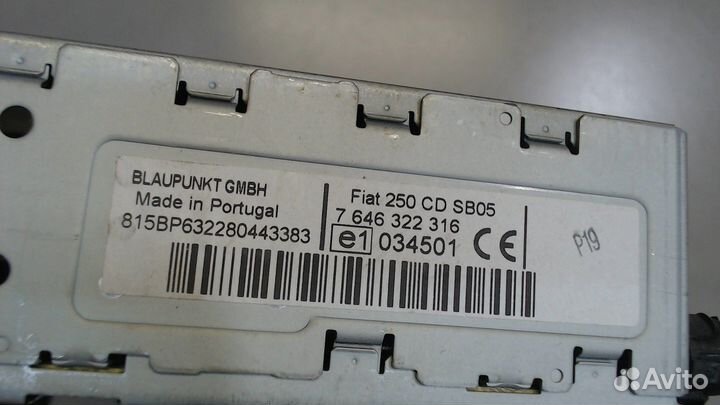 BLAUPUNKT GMBH
Made in Portugal
815BP632280443383
Fiat 250 CD SB05
7 646 322 316
e1 034501 CE
P19
Avito